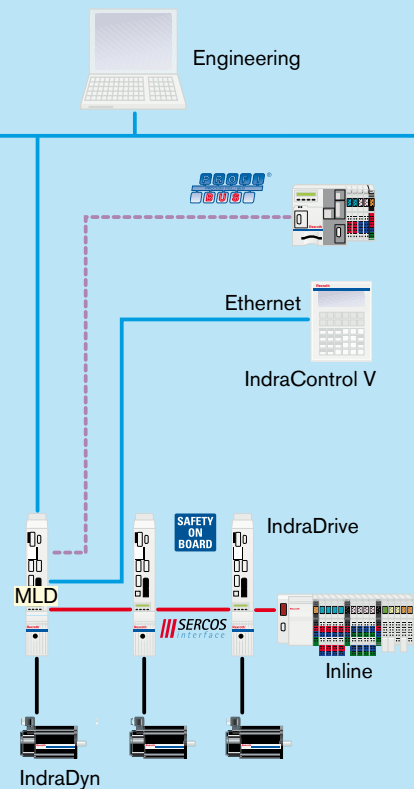 Engineering
PROFI
BUS
Ethernet
IndraControl V
SAFETY
ON
BOARD
IndraDrive
MLD
SERCOS
interface
Inline
IndraDyn